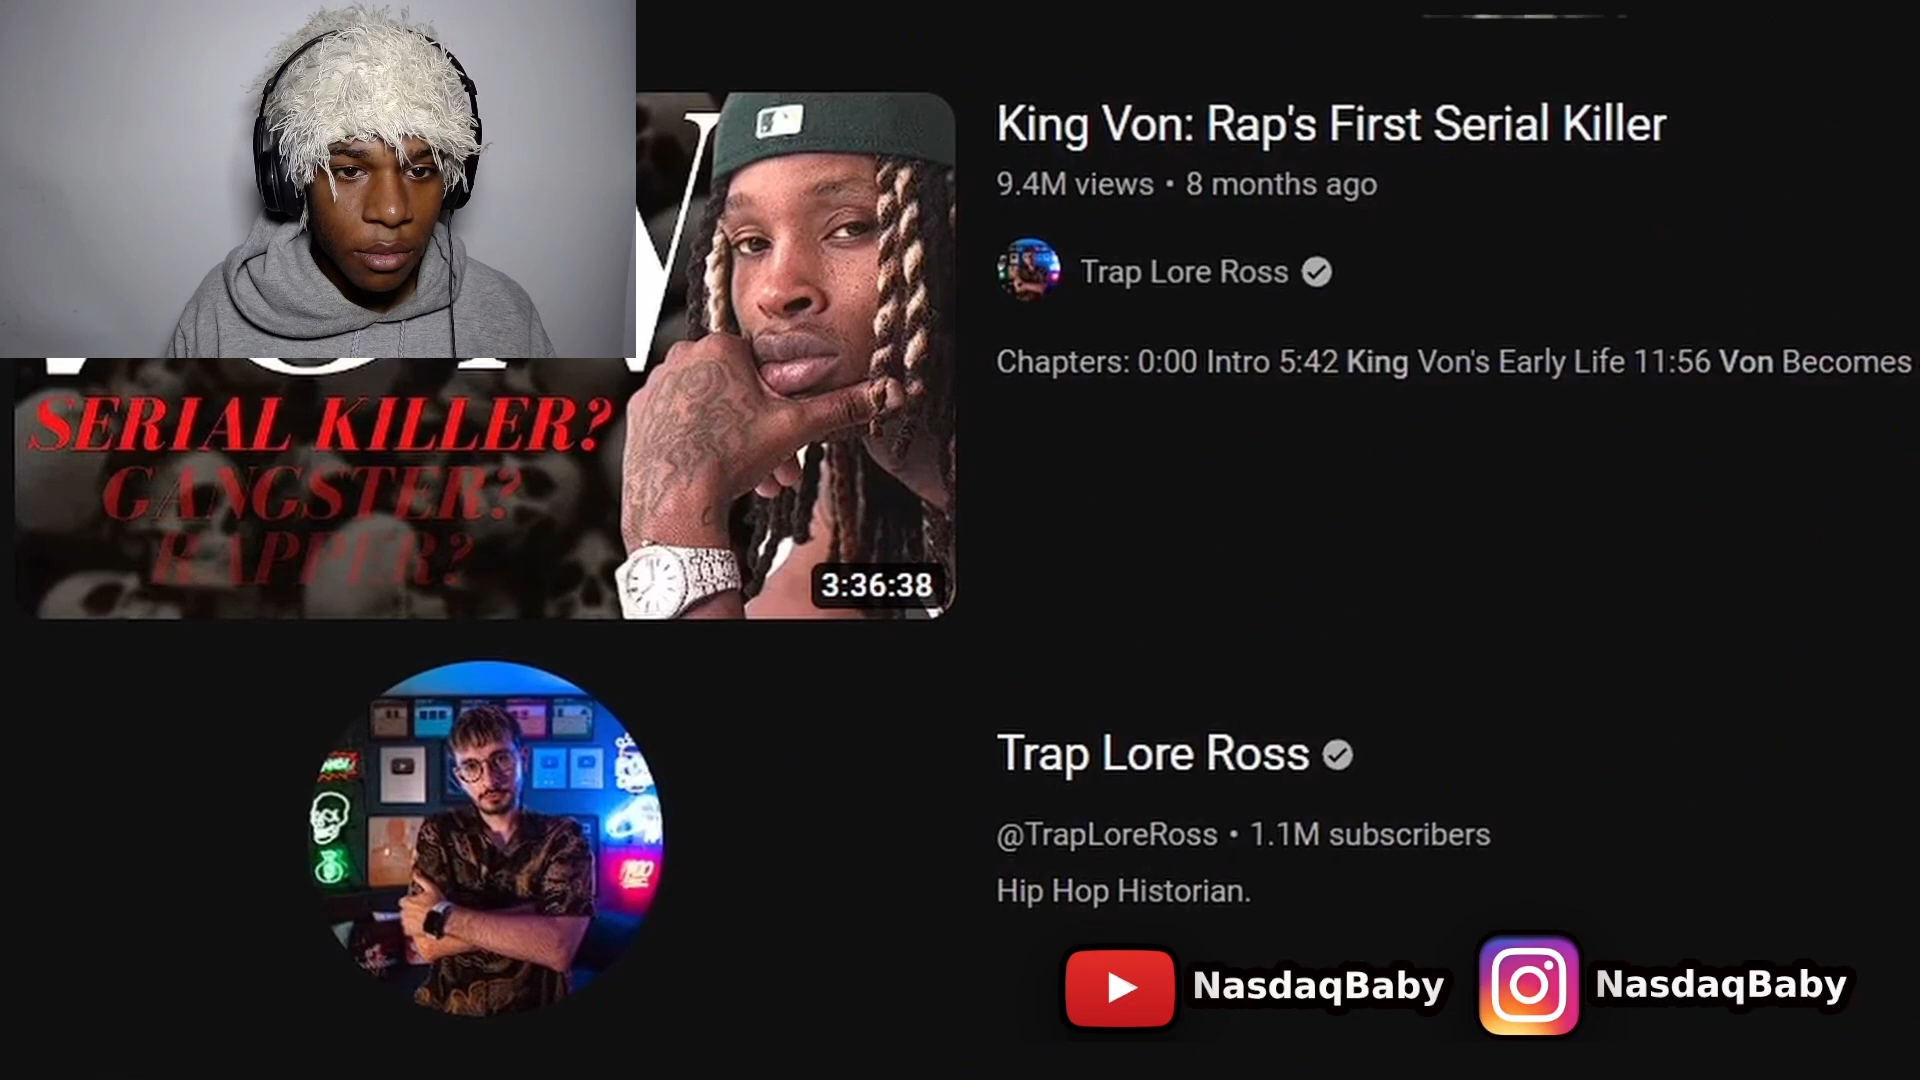 King Von: Rap's First Serial Killer
9.4M views • 8 months ago
Trap Lore Ross
Chapters: 0:00 Intro 5:42 King Von's Early Life 11:56 Von Becomes
SERIAL KILLER?
GANGSTER?
RAPPER?
3:36:38
Trap Lore Ross
@TrapLoreRoss • 1.1M subscribers
Hip Hop Historian.
NasdaqBaby NasdaqBaby